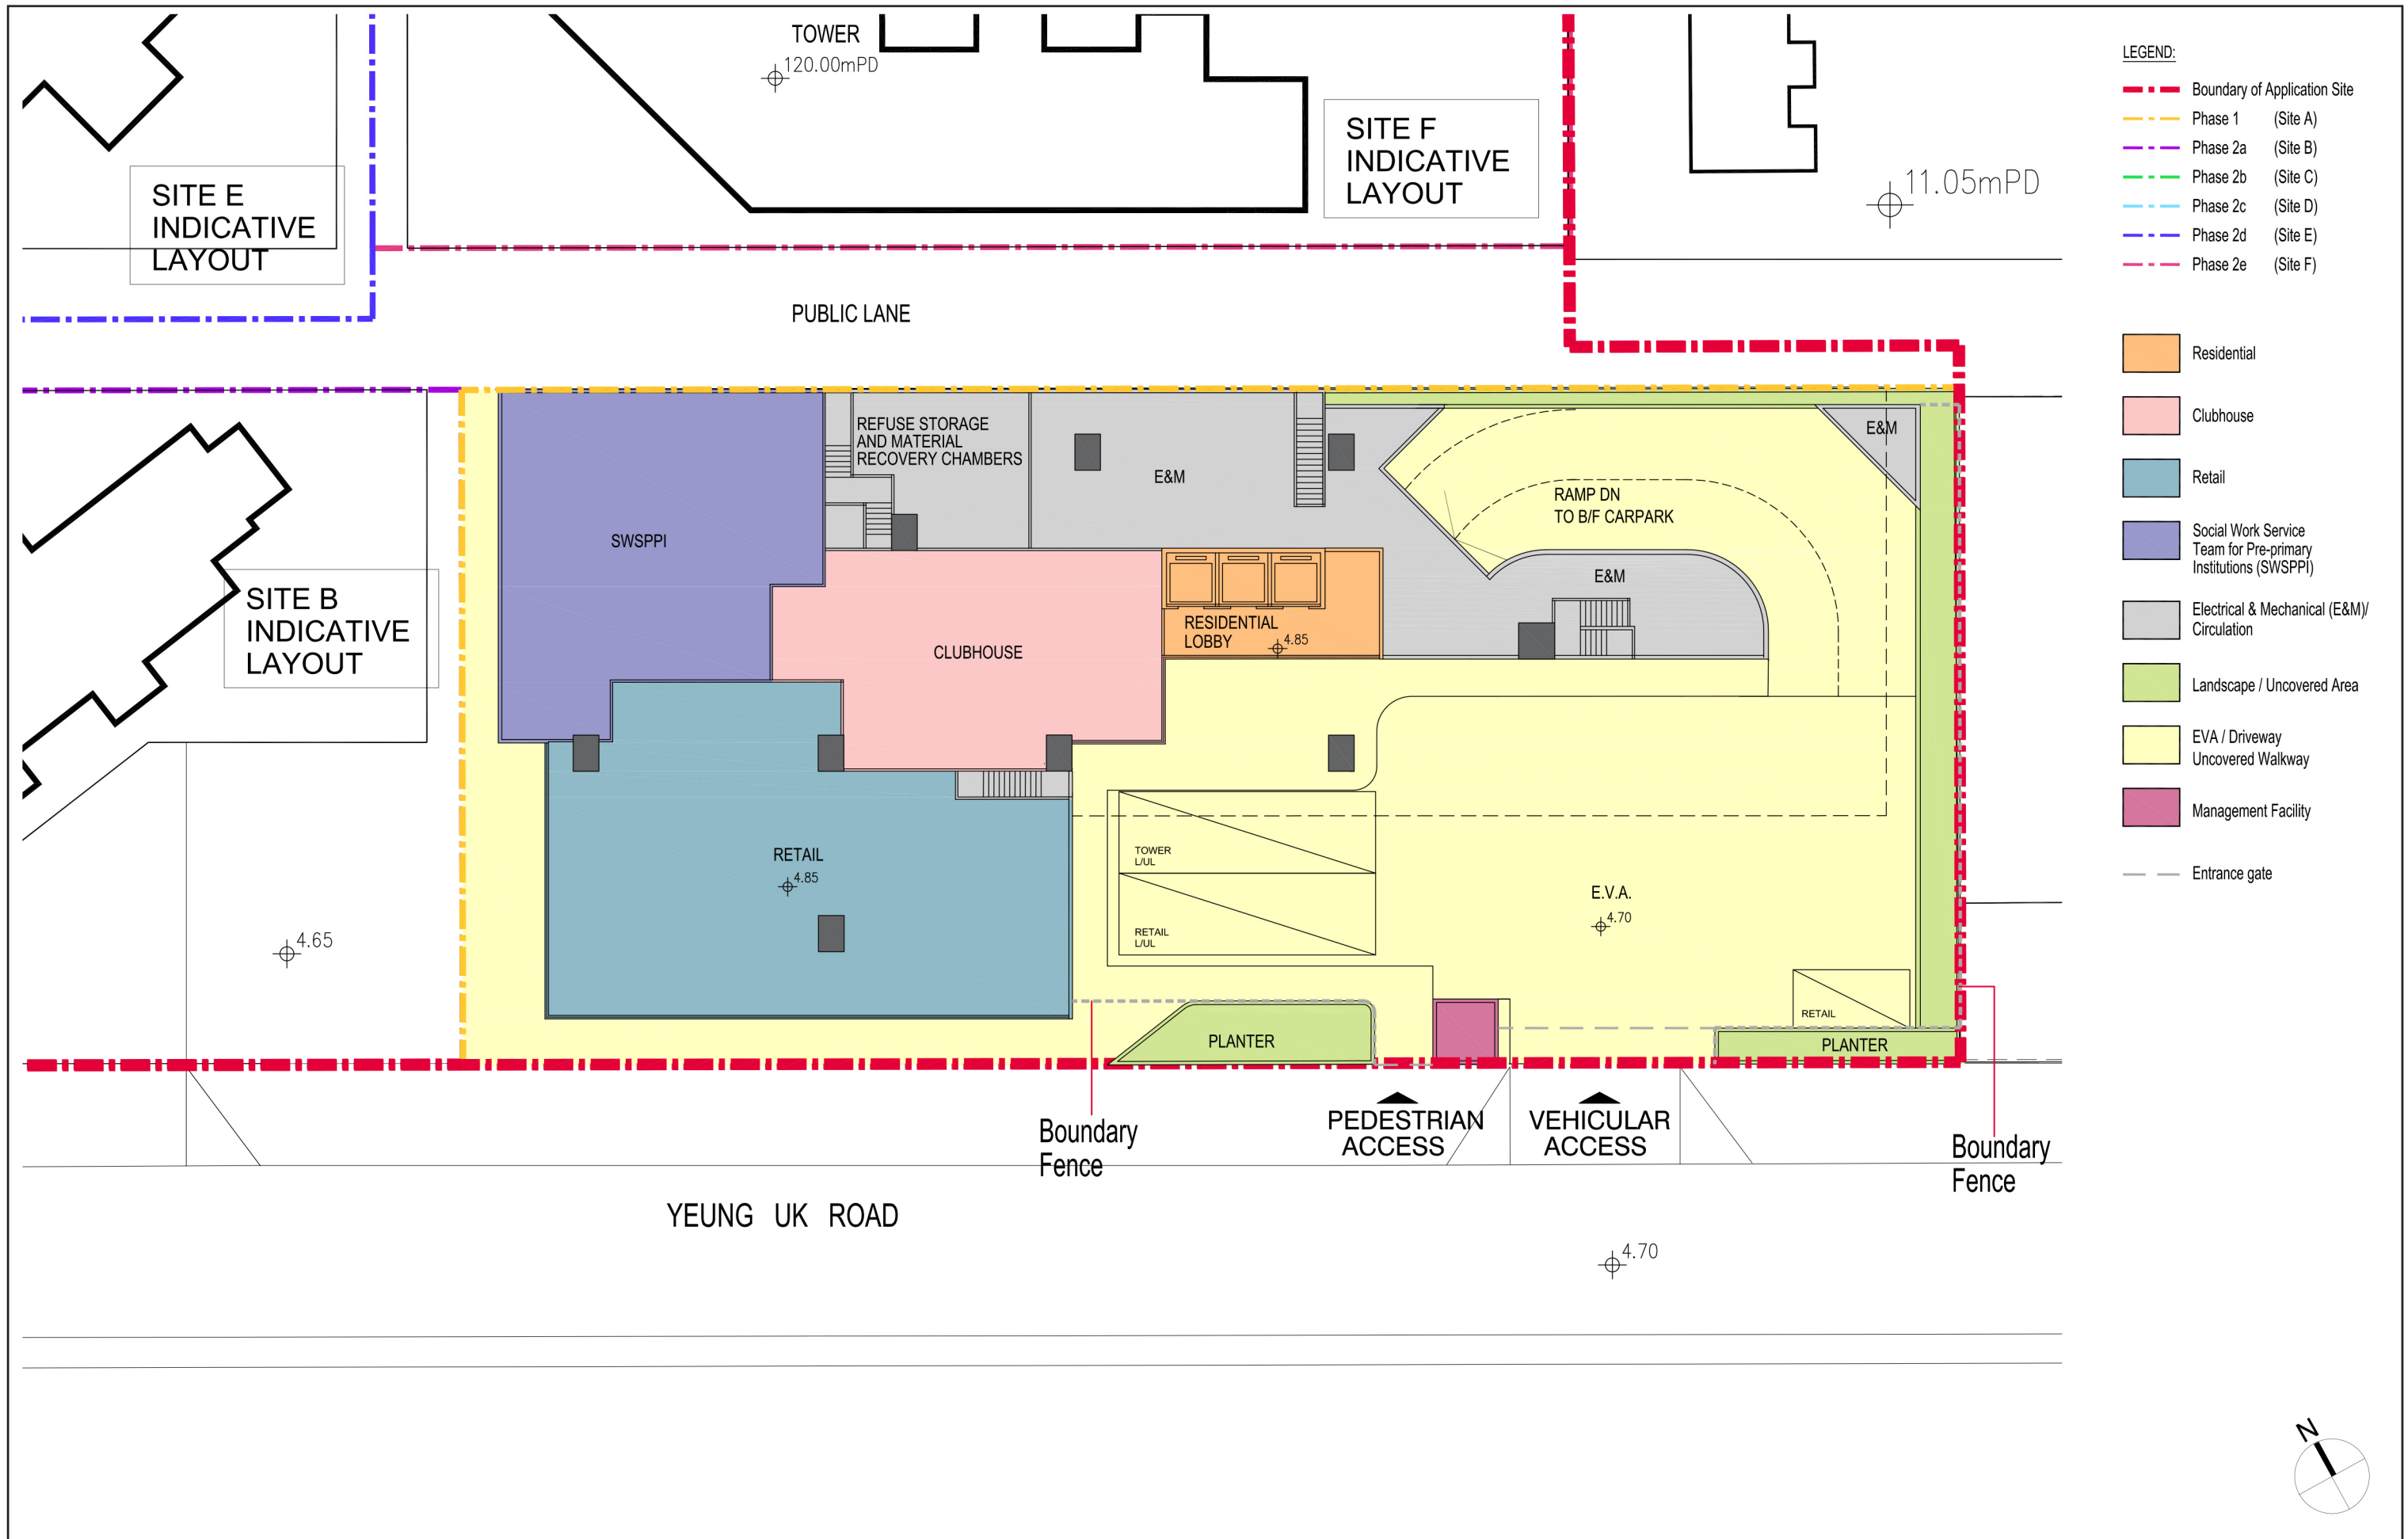 TOWER
120.00mPD
SITE F
INDICATIVE
LAYOUT
11.05mPD
SITE E
INDICATIVE
LAYOUT
PUBLIC LANE
SITE B
INDICATIVE
LAYOUT
4.65
SWSPPI
REFUSE STORAGE
AND MATERIAL
RECOVERY CHAMBERS
E&M
E&M
RAMP DN
TO B/F CARPARK
E&M
RESIDENTIAL
LOBBY
4.85
CLUBHOUSE
RETAIL
4.85
TOWER
L/UL
RETAIL
L/UL
E.V.A.
4.70
RETAIL
PLANTER
PLANTER
Boundary
Fence
PEDESTRIAN
ACCESS
VEHICULAR
ACCESS
Boundary
Fence
YEUNG UK ROAD
4.70
LEGEND:
Boundary of Application Site
Phase 1 (Site A)
Phase 2a (Site B)
Phase 2b (Site C)
Phase 2c (Site D)
Phase 2d (Site E)
Phase 2e (Site F)
Residential
Clubhouse
Retail
Social Work Service
Team for Pre-primary
Institutions (SWSPPI)
Electrical & Mechanical (E&M)/
Circulation
Landscape / Uncovered Area
EVA / Driveway
Uncovered Walkway
Management Facility
Entrance gate
N